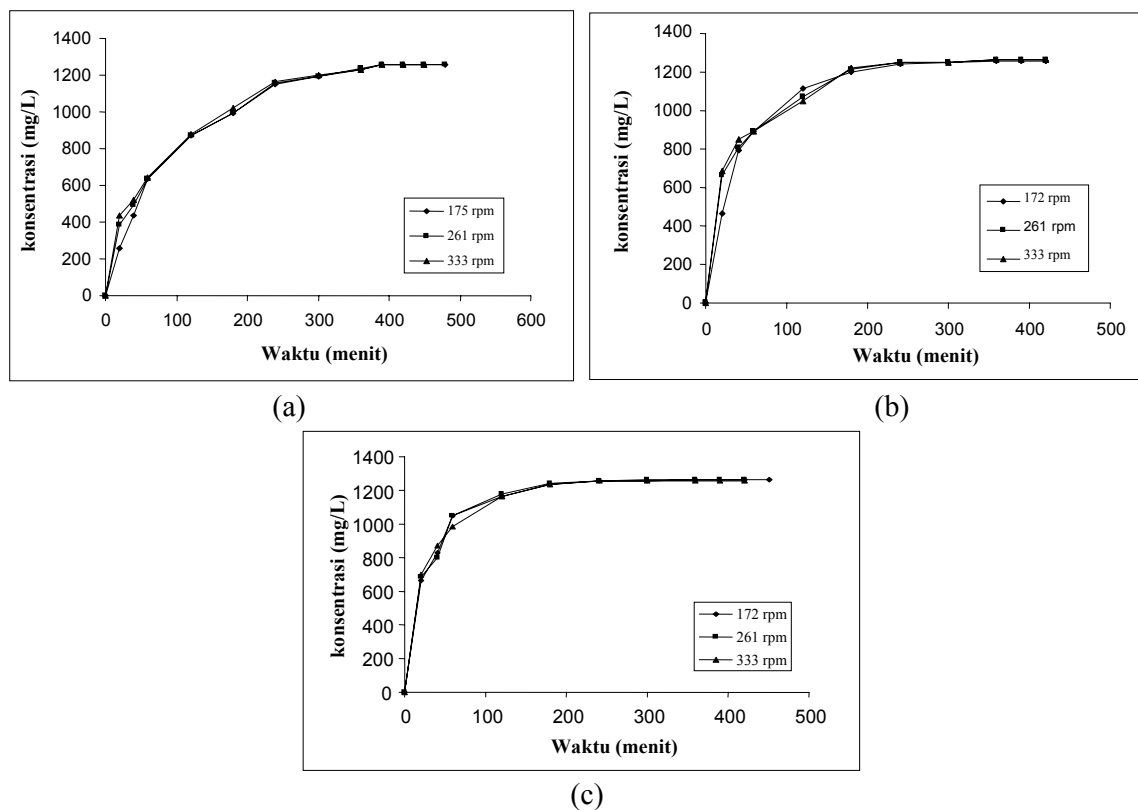 1400
1200
1000
800
600
400
200
0
konsentrasi (mg/L)
175 rpm
261 rpm
333 rpm
0 100 200 300 400 500 600
Waktu (menit)
(a)
1400
1200
1000
800
600
400
200
0
konsentrasi (mg/L)
172 rpm
261 rpm
333 rpm
0 100 200 300 400 500
Waktu (menit)
(b)
1400
1200
1000
800
600
400
200
0
konsentrasi (mg/L)
172 rpm
261 rpm
333 rpm
0 100 200 300 400 500
Waktu (menit)
(c)